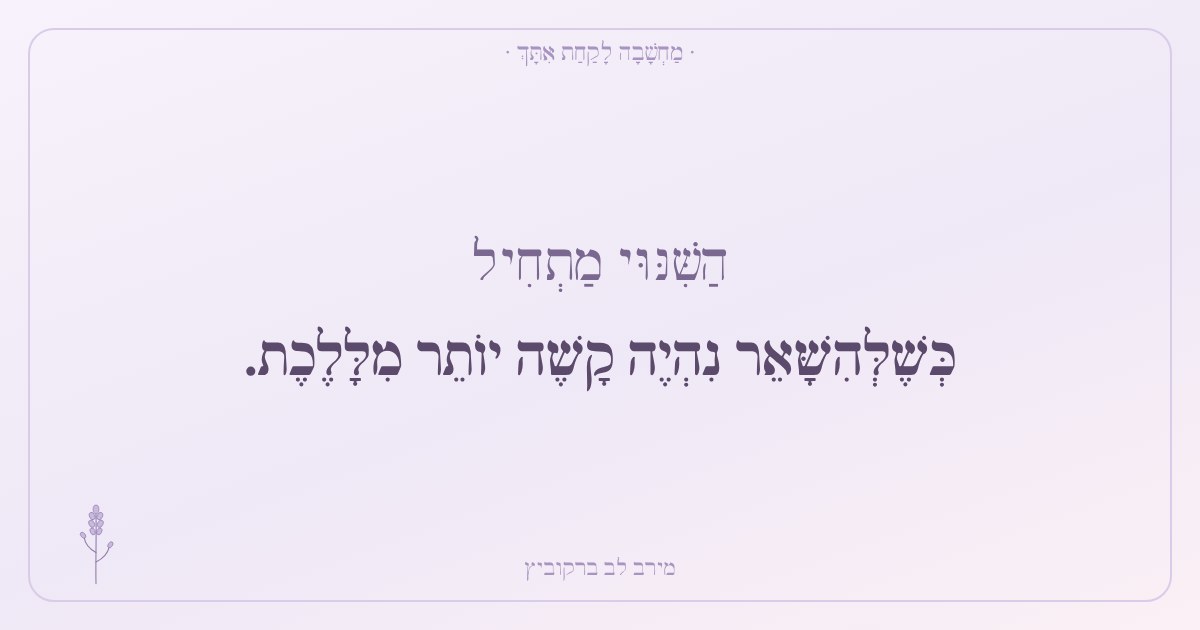 · מַחְשָׁבָה לָקַחַת אִתָּךְ ·
הַשִּׁנּוּי מַתְחִיל
כְּשֶׁלְּהִשָּׁאֵר נִהְיֶה קָשֶׁה יוֹתֵר מִלָּלֶכֶת.
מירב לב ברקוביץ